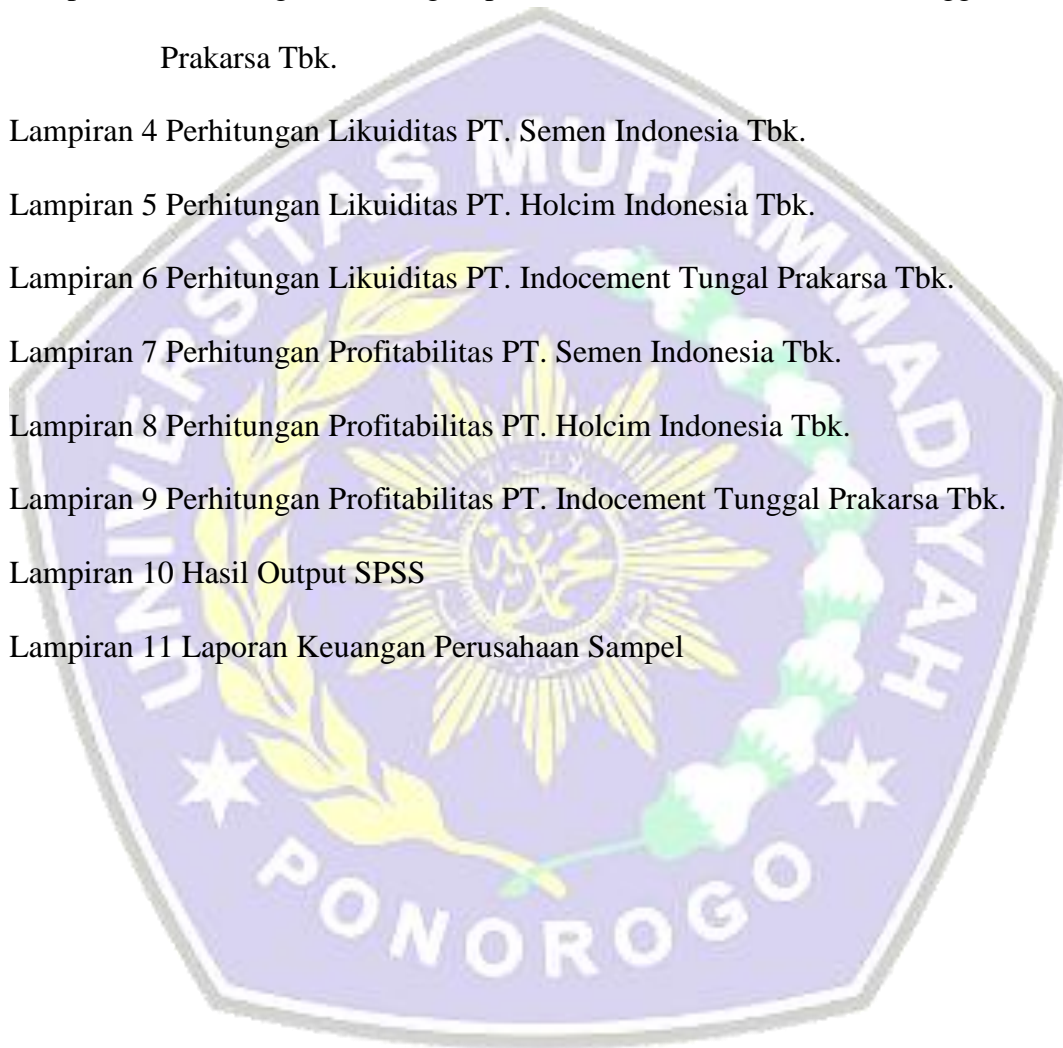 Prakarsa Tbk.
Lampiran 4 Perhitungan Likuiditas PT. Semen Indonesia Tbk.
Lampiran 5 Perhitungan Likuiditas PT. Holcim Indonesia Tbk.
Lampiran 6 Perhitungan Likuiditas PT. Indocement Tungal Prakarsa Tbk.
Lampiran 7 Perhitungan Profitabilitas PT. Semen Indonesia Tbk.
Lampiran 8 Perhitungan Profitabilitas PT. Holcim Indonesia Tbk.
Lampiran 9 Perhitungan Profitabilitas PT. Indocement Tunggal Prakarsa Tbk.
Lampiran 10 Hasil Output SPSS
Lampiran 11 Laporan Keuangan Perusahaan Sampel
UNIVERSITAS MUHAMMADIYAH
PONOROGO